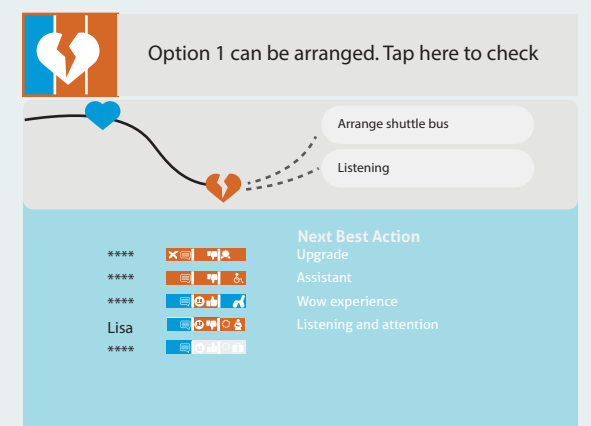 Option 1 can be arranged. Tap here to check
Arrange shuttle bus
Listening
Next Best Action
**** Upgrade
**** Assistant
**** Wow experience
Lisa Listening and attention
****